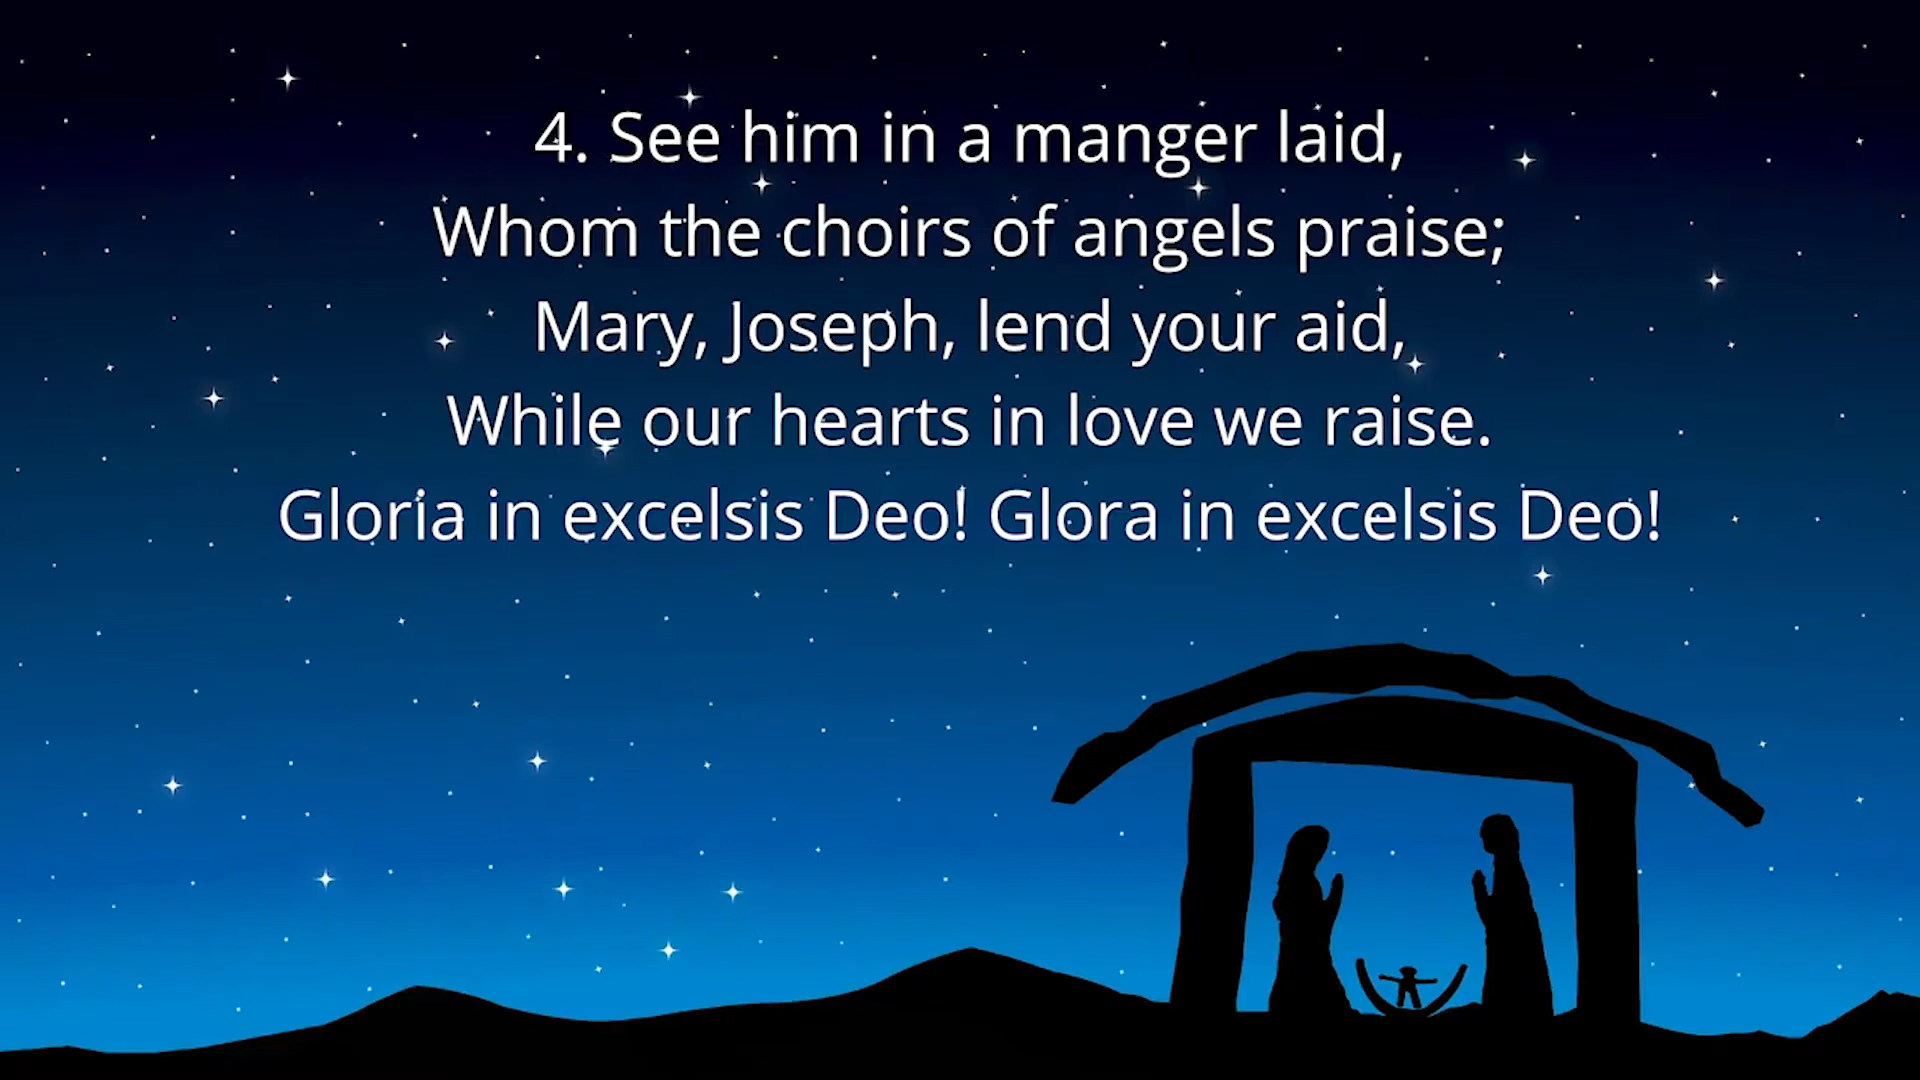 4. See him in a manger laid,
Whom the choirs of angels praise;
Mary, Joseph, lend your aid,
While our hearts in love we raise.
Gloria in excelsis Deo! Glora in excelsis Deo!